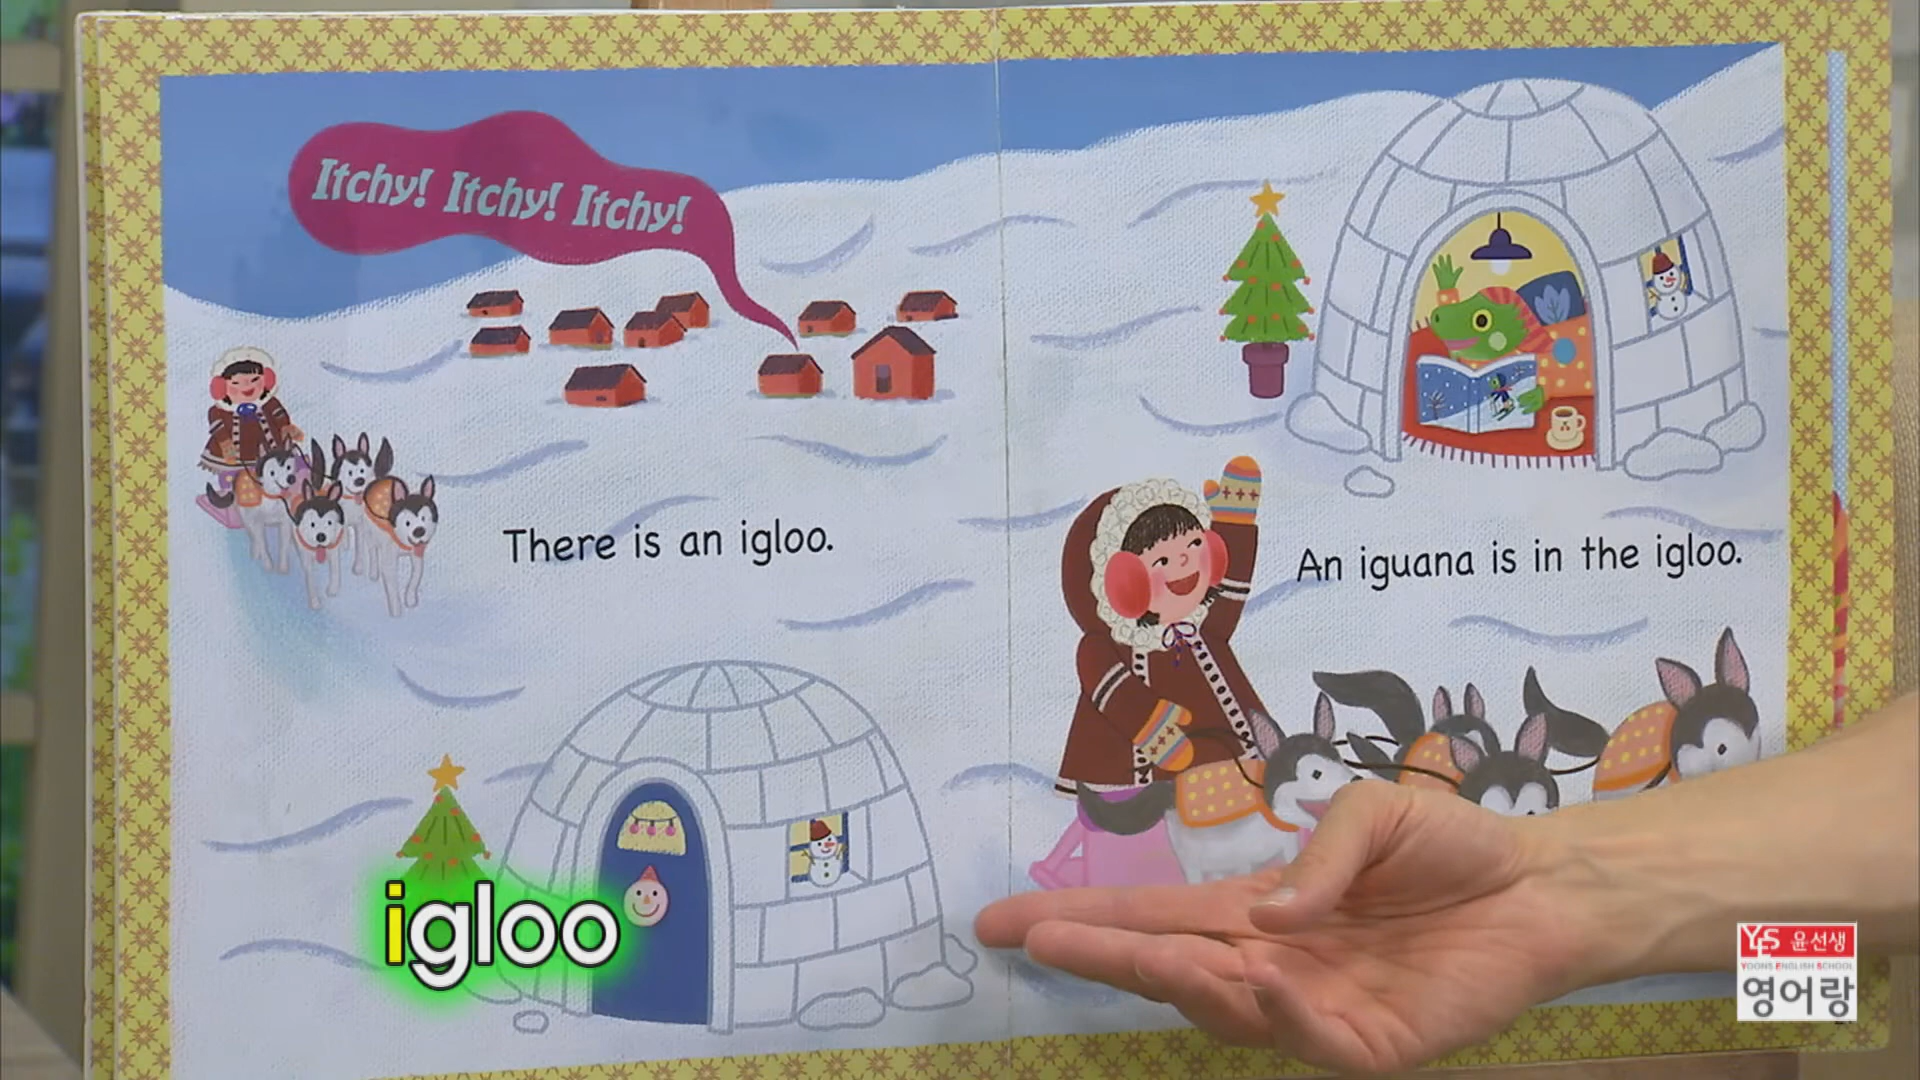 Itchy! Itchy! Itchy!
There is an igloo.
An iguana is in the igloo.
igloo
YES 윤선생
YOONS ENGLISH SCHOOL
영어랑